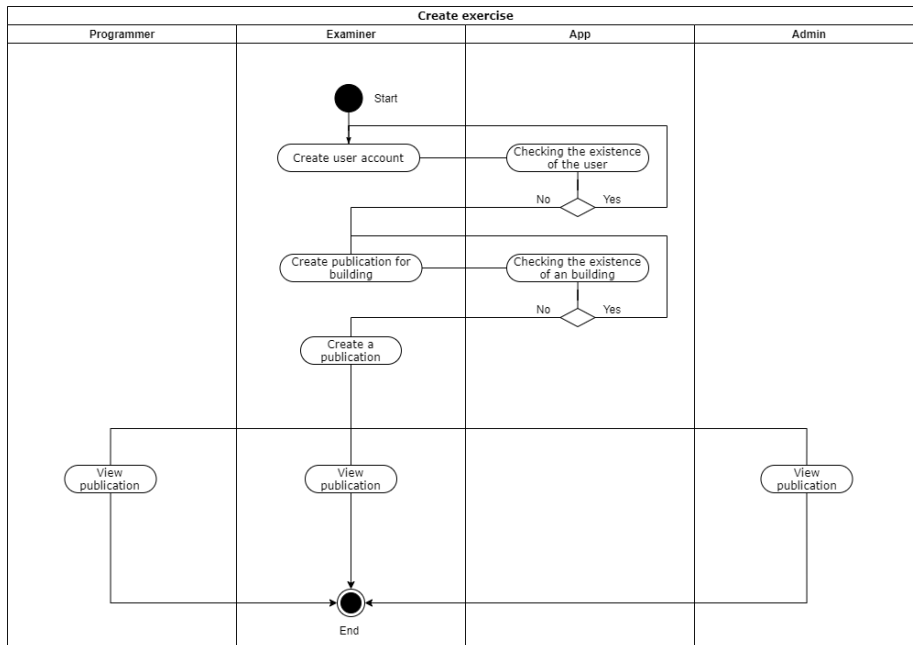 Create exercise
Programmer
Examiner
App
Admin
Start
Create user account
Checking the existence
of the user
No
Yes
Create publication for
building
Checking the existence
of an building
No
Yes
Create a
publication
View
publication
View
publication
View
publication
End